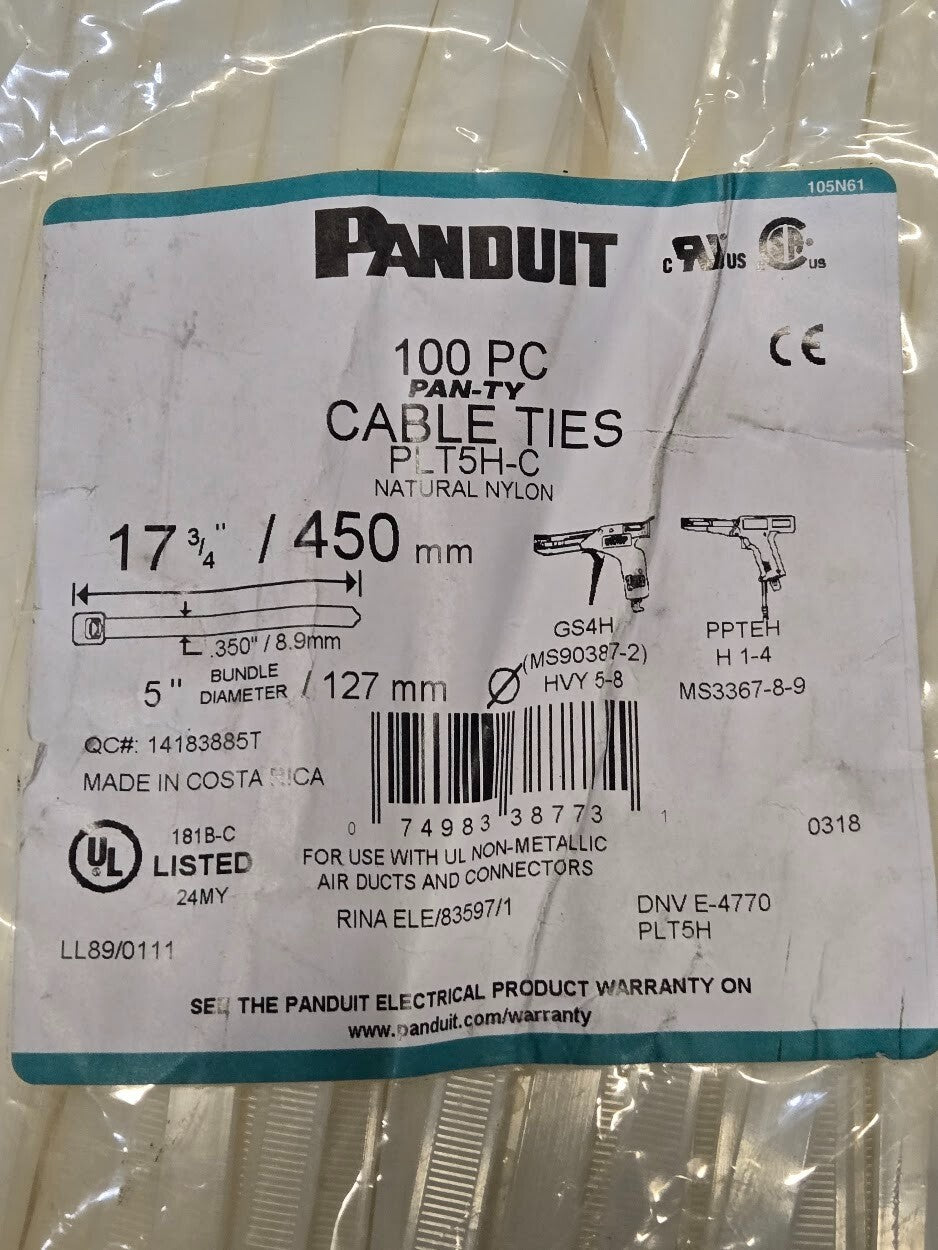 105N61
PANDUIT
C US
US
CE
100 PC
PAN-TY
CABLE TIES
PLT5H-C
NATURAL NYLON
17 3/4" / 450 mm
.350" / 8.9mm
5" BUNDLE DIAMETER / 127 mm
GS4H
(MS90387-2)
HVY 5-8
PPTEH
H 1-4
MS3367-8-9
QC#: 14183885T
MADE IN COSTA RICA
0 74983 38773 1
0318
UL
181B-C
LISTED
24MY
FOR USE WITH UL NON-METALLIC
AIR DUCTS AND CONNECTORS
RINA ELE/83597/1
DNV E-4770
PLT5H
LL89/0111
SEE THE PANDUIT ELECTRICAL PRODUCT WARRANTY ON
www.panduit.com/warranty